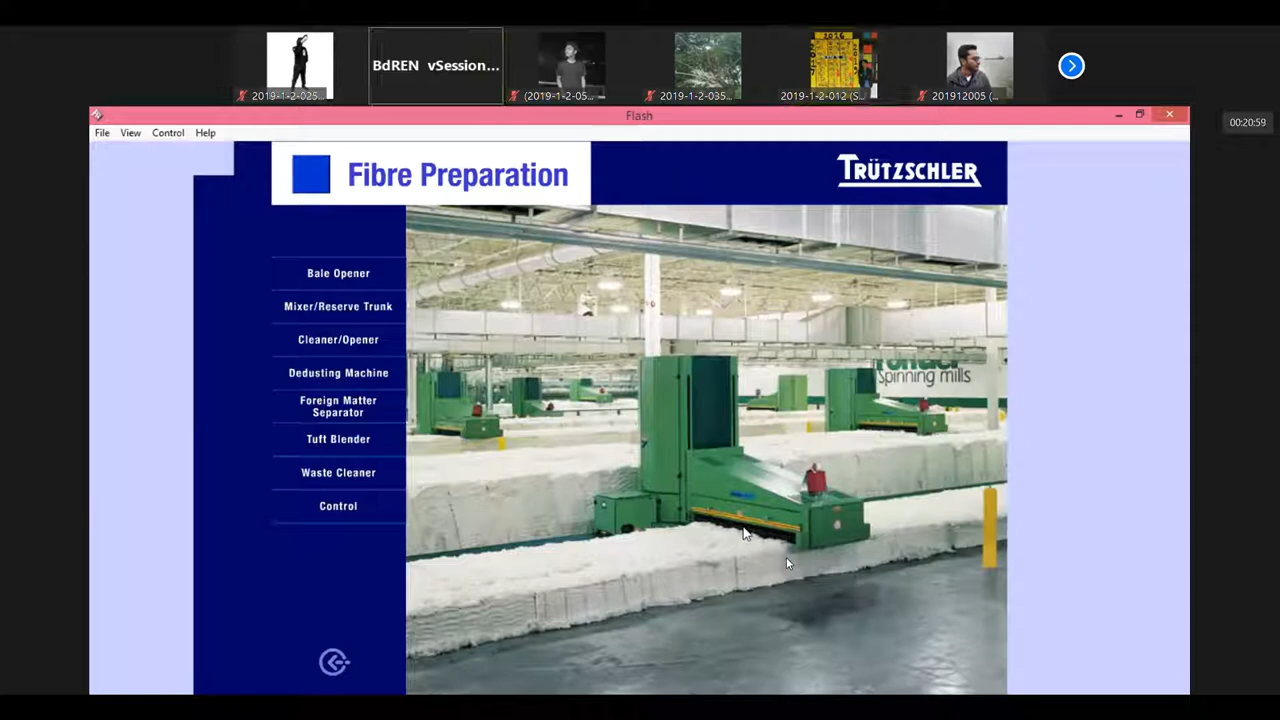 BdREN vSession...
2019-1-2-025...
(2019-1-2-05...
2019-1-2-035...
2019-1-2-012 (S...
201912005 (...
2016
00:20:59
Flash
File View Control Help
Fibre Preparation
TRÜTZSCHLER
Bale Opener
Mixer/Reserve Trunk
Cleaner/Opener
Dedusting Machine
Foreign Matter
Separator
Tuft Blender
Waste Cleaner
Control
Spinning mills